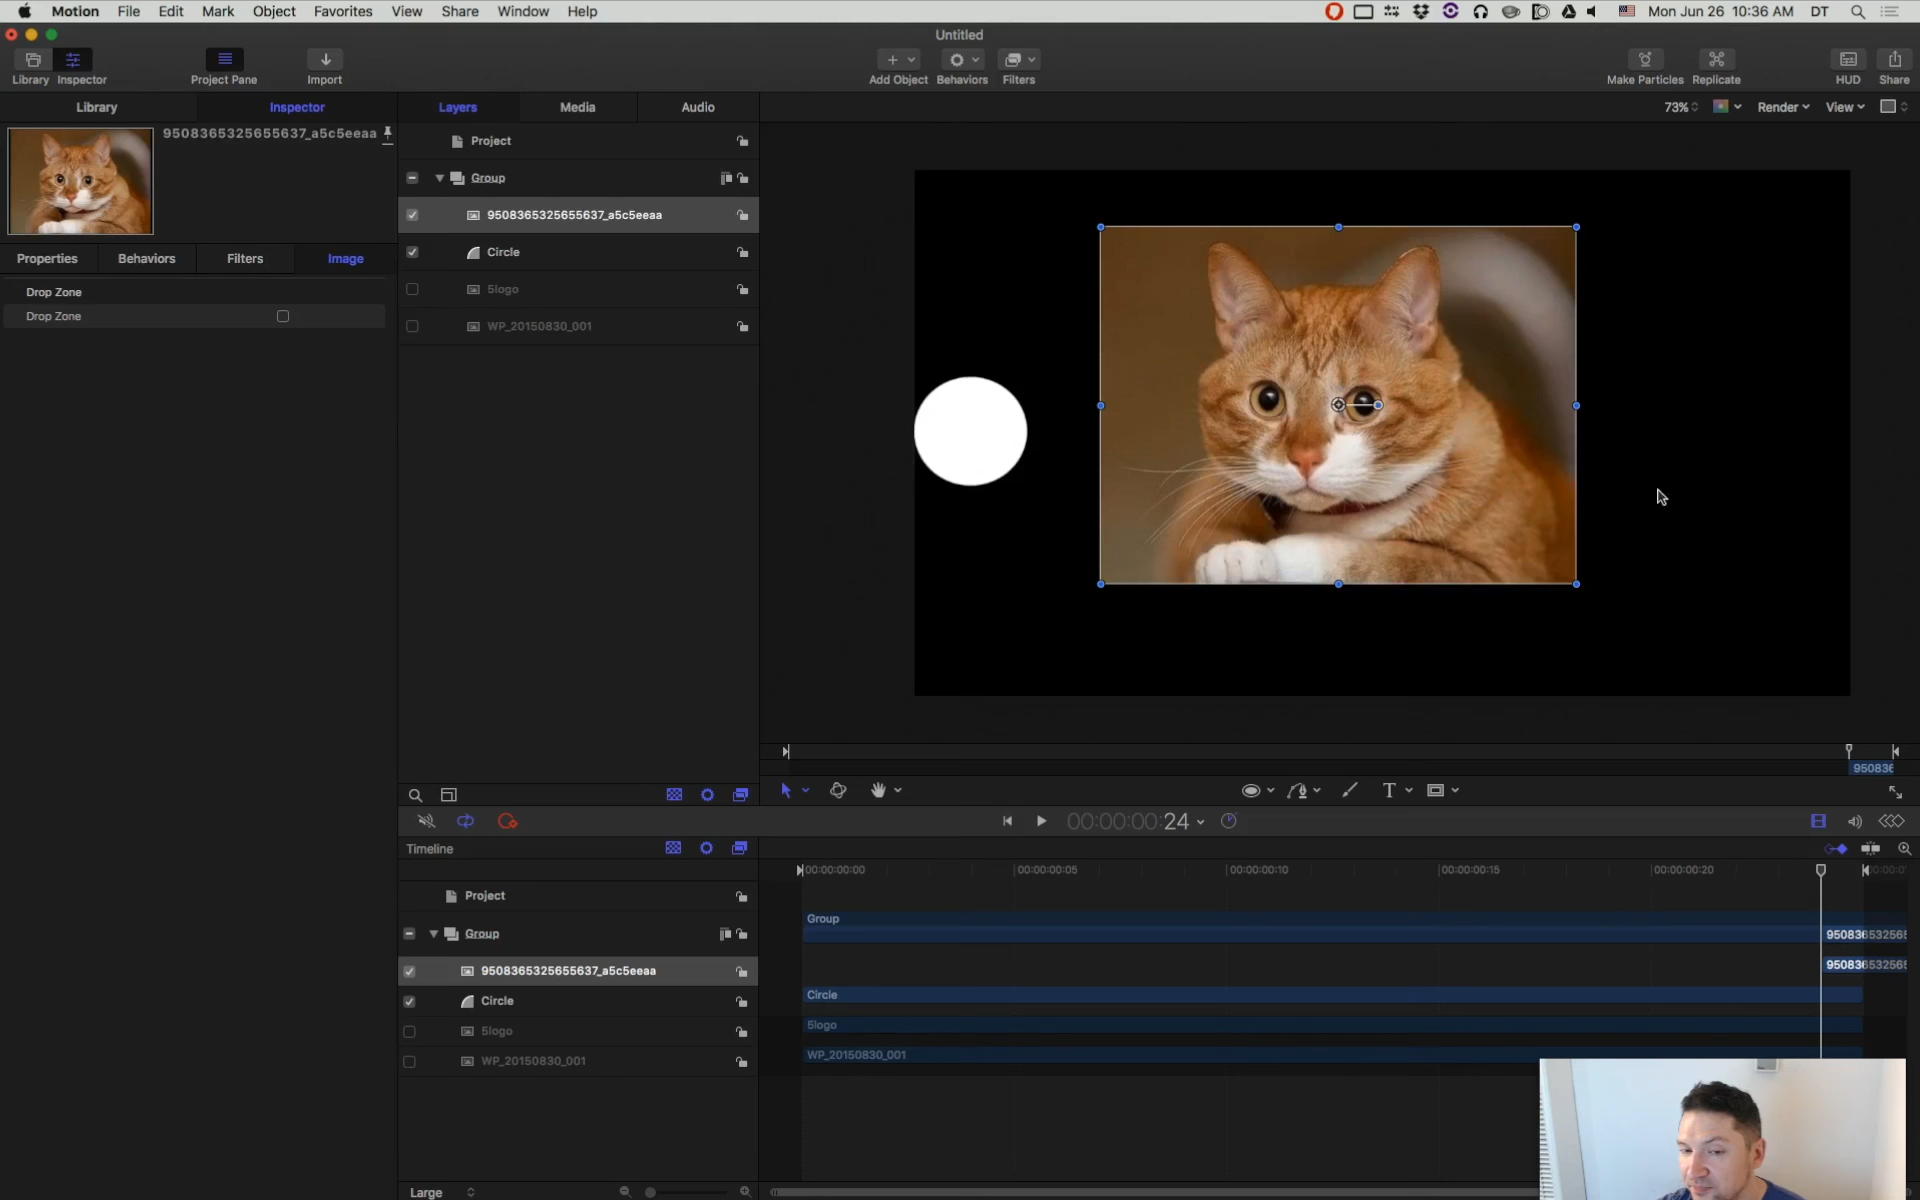 Motion File Edit Mark Object Favorites View Share Window Help Mon Jun 26 10:36 AM DT
Untitled
Library Inspector Project Pane Import Add Object Behaviors Filters Make Particles Replicate HUD Share
Library Inspector Layers Media Audio 73% Render View
9508365325655637_a5c5eeaa
Project
Group
9508365325655637_a5c5eeaa
Circle
5logo
WP_20150830_001
Properties Behaviors Filters Image
Drop Zone
Drop Zone
950836
T
00:00:00:24
Timeline
00:00:00:00 00:00:00:05 00:00:00:10 00:00:00:15 00:00:00:20
Project
Group Group
950836532565
9508365325655637_a5c5eeaa 950836532565
Circle Circle
5logo 5logo
WP_20150830_001 WP_20150830_001
Large